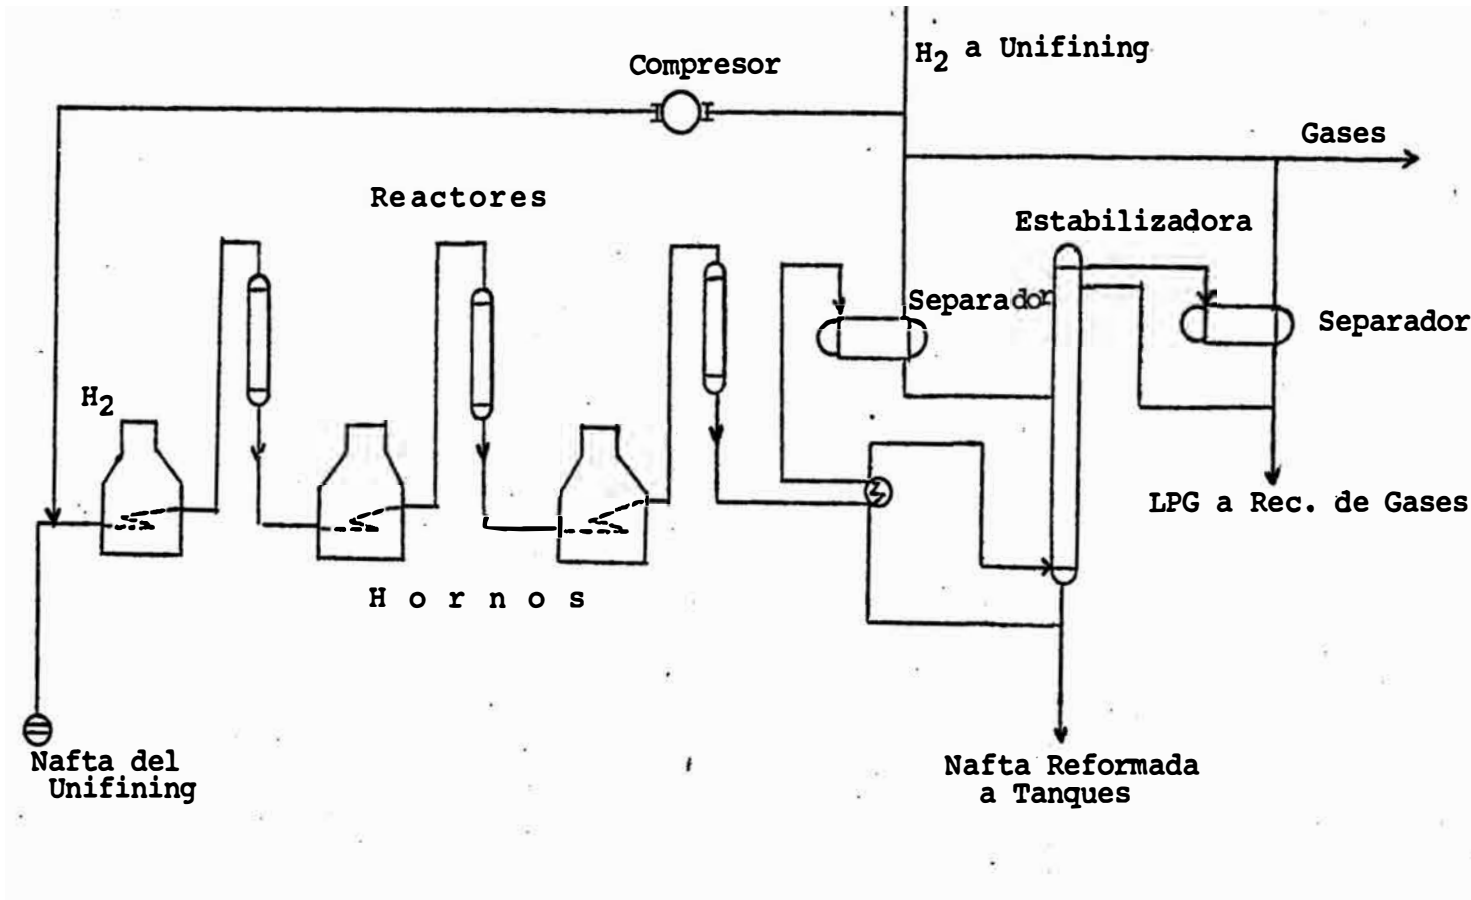 H2 a Unifining
Compresor
Gases
Reactores
Estabilizadora
Separador
Separador
H2
LPG a Rec. de Gases
Hornos
Nafta del
Unifining
Nafta Reformada
a Tanques